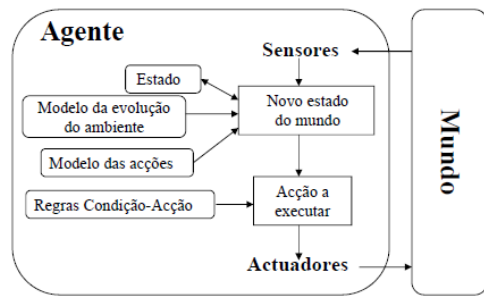 Agente
Sensores
Estado
Modelo da evolução
do ambiente
Novo estado
do mundo
Modelo das acções
Regras Condição-Acção
Acção a
executar
Actuadores
Mundo